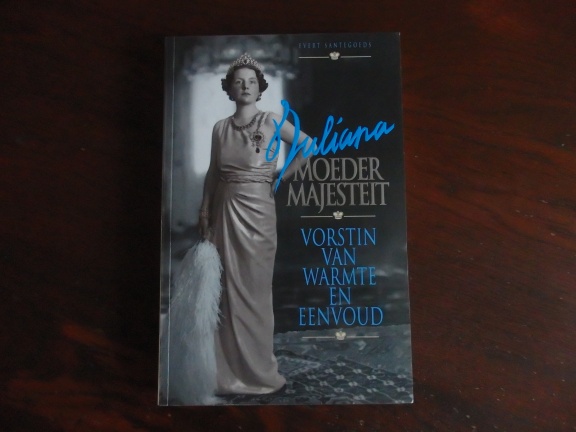 EVERT SANTEGOEDS
Juliana
MOEDER
MAJESTEIT
VORSTIN
VAN
WARMTE
EN
EENVOUD